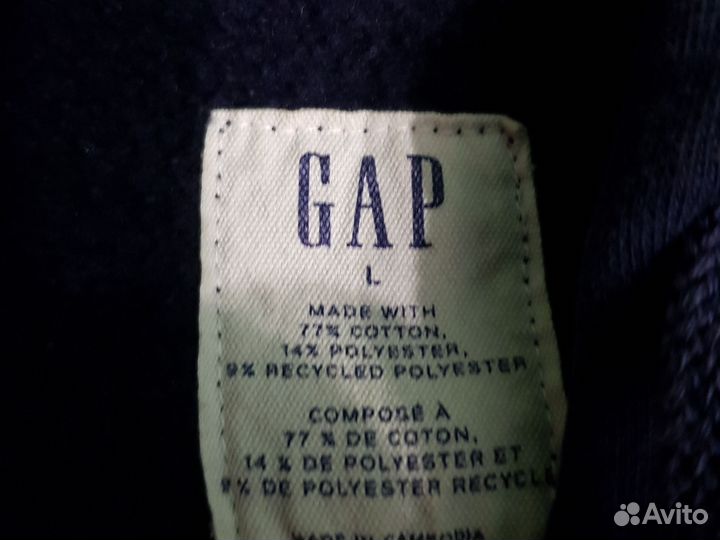 GAP
L
MADE WITH
77% COTTON,
14% POLYESTER,
9% RECYCLED POLYESTER
COMPOSÉ À
77 % DE COTON,
14 % DE POLYESTER ET
9% DE POLYESTER RECYCLÉ
MADE IN CAMBODIA
Avito